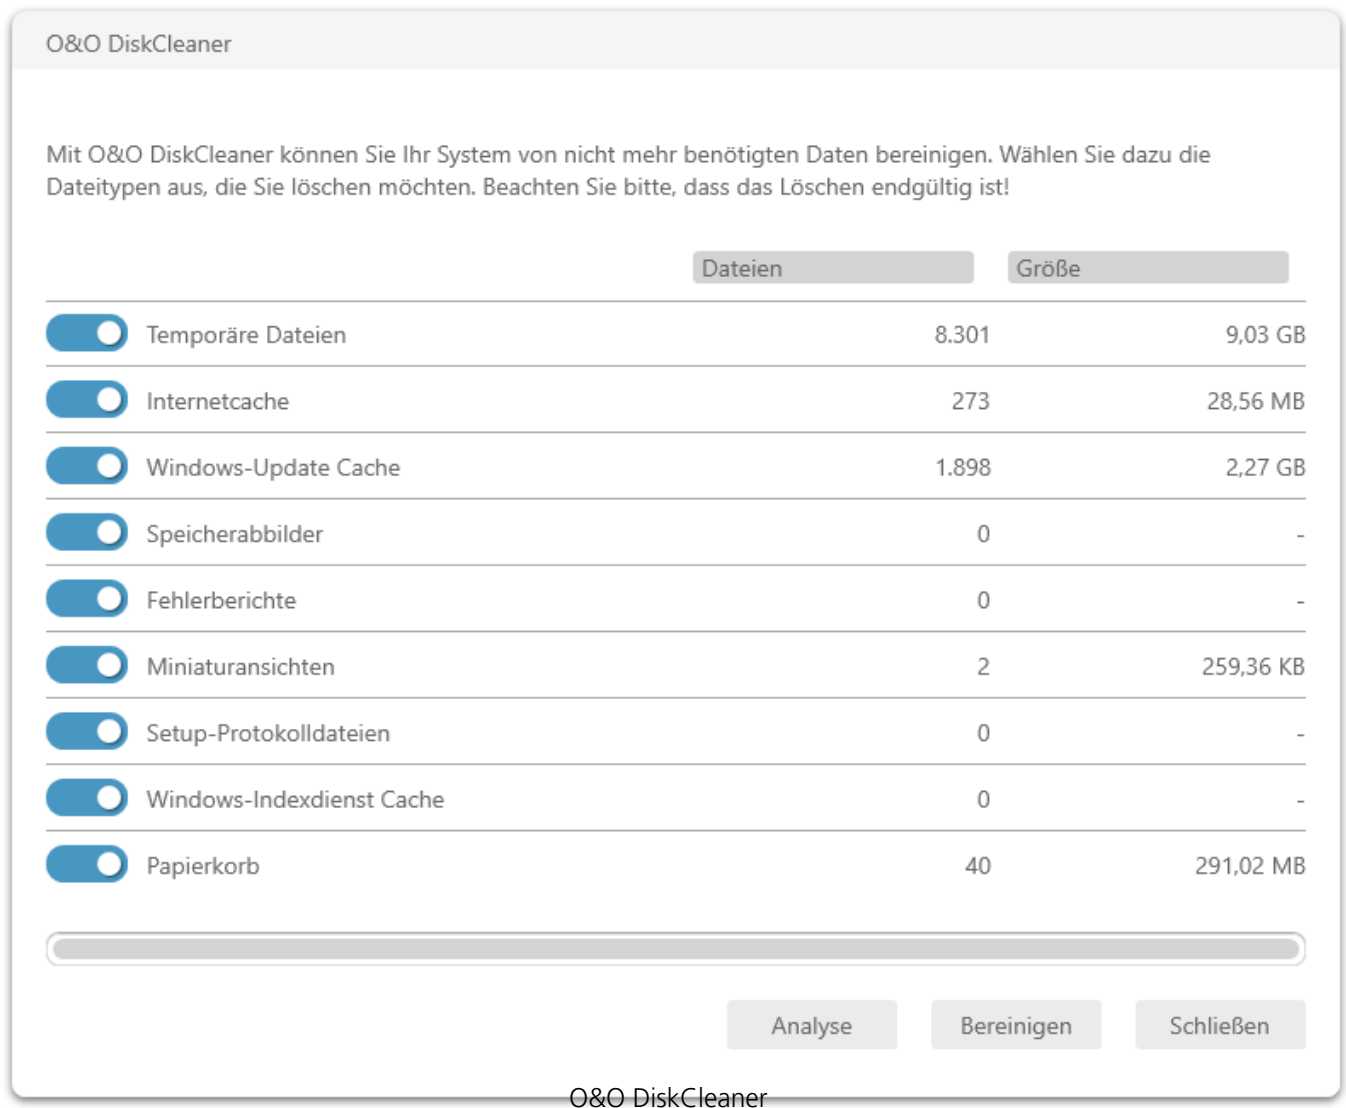 O&O DiskCleaner
Mit O&O DiskCleaner können Sie Ihr System von nicht mehr benötigten Daten bereinigen. Wählen Sie dazu die
Dateitypen aus, die Sie löschen möchten. Beachten Sie bitte, dass das Löschen endgültig ist!
Dateien Größe
Temporäre Dateien 8.301 9,03 GB
Internetcache 273 28,56 MB
Windows-Update Cache 1.898 2,27 GB
Speicherabbilder 0 -
Fehlerberichte 0 -
Miniaturansichten 2 259,36 KB
Setup-Protokolldateien 0 -
Windows-Indexdienst Cache 0 -
Papierkorb 40 291,02 MB
Analyse Bereinigen Schließen
O&O DiskCleaner